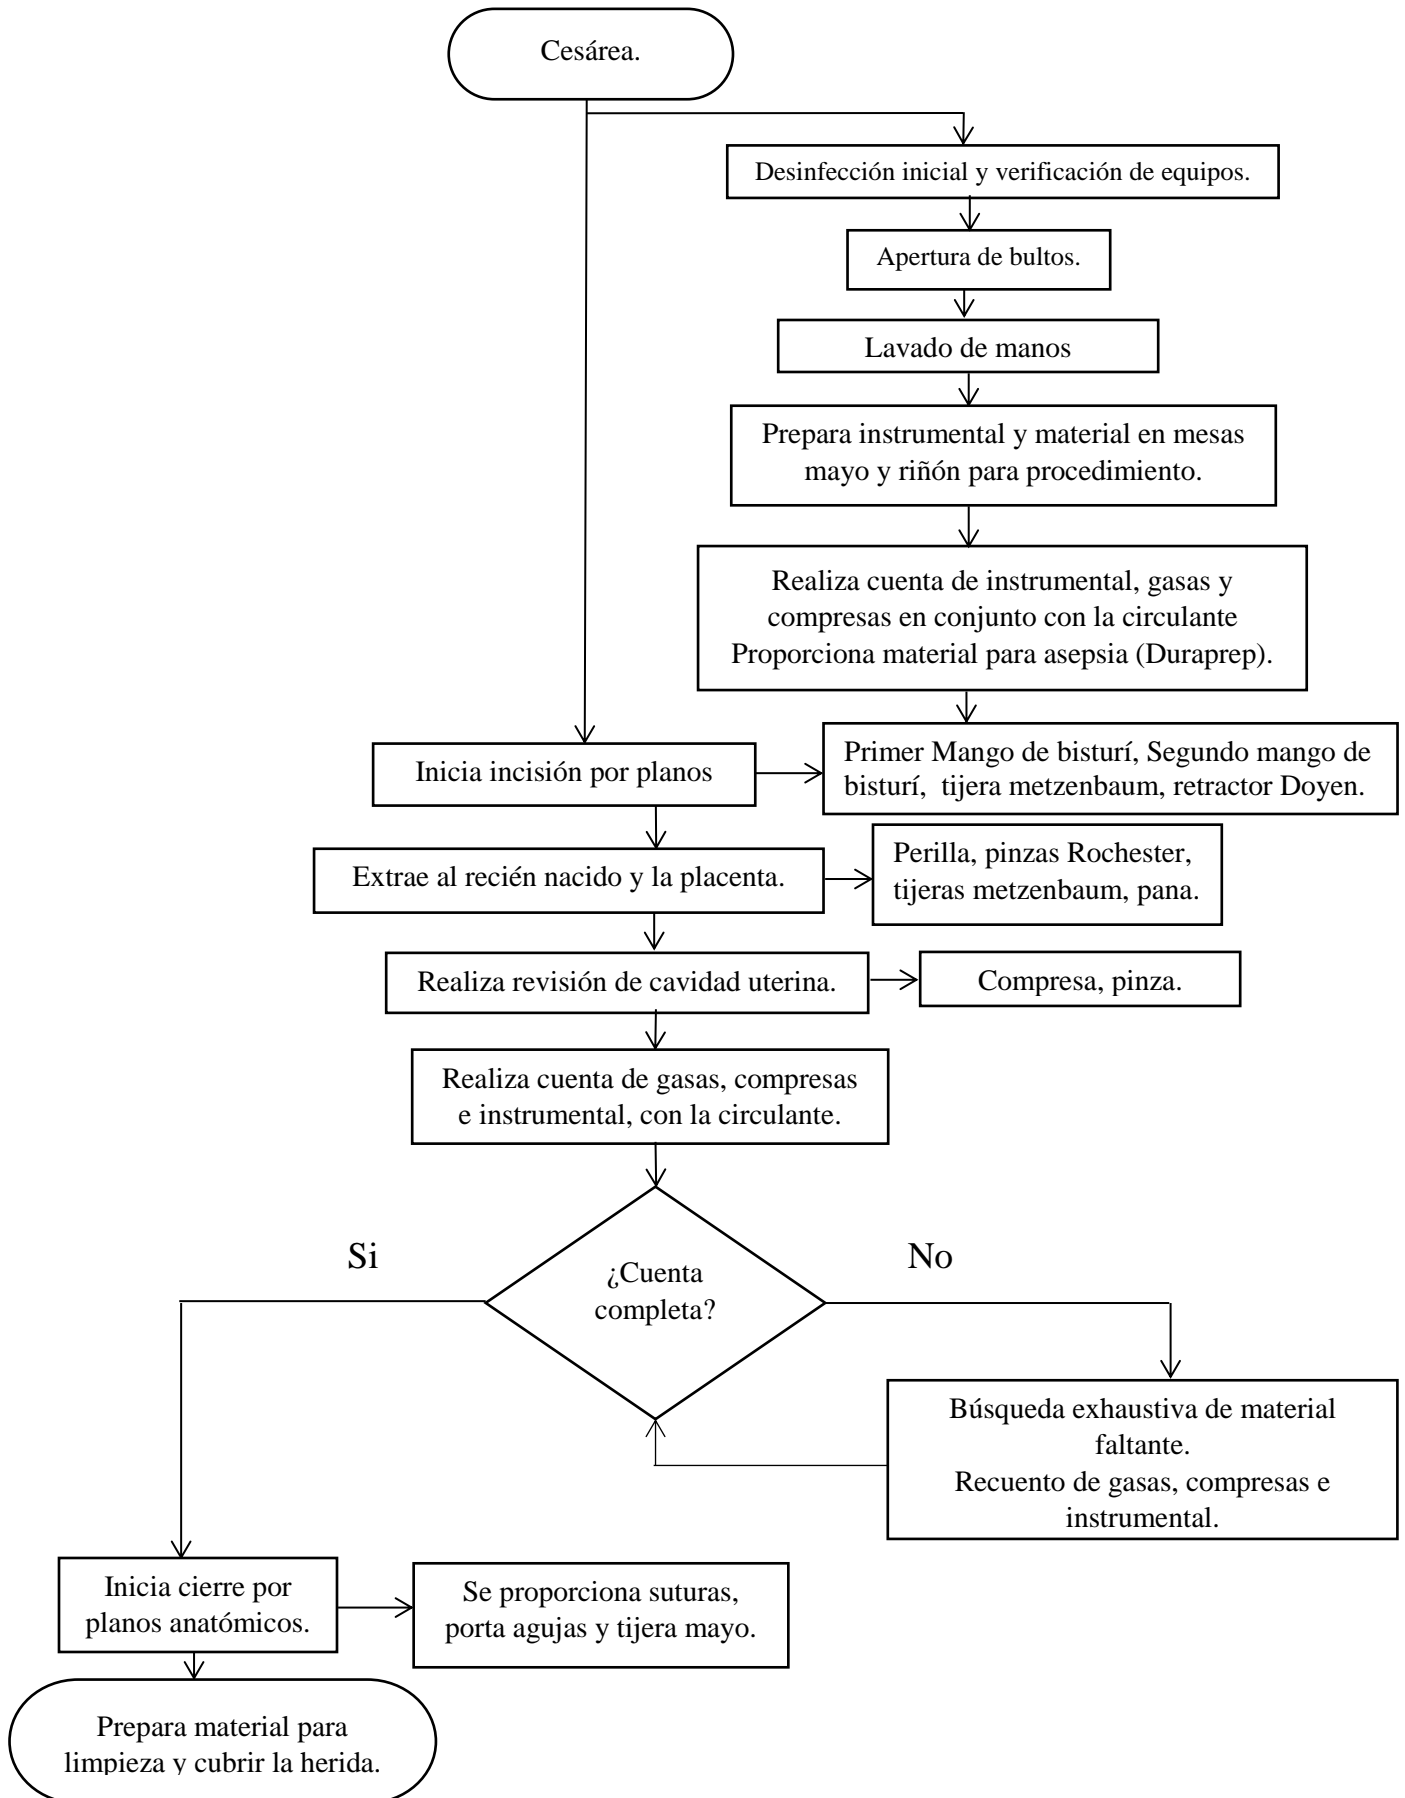 Cesárea.
Desinfección inicial y verificación de equipos.
Apertura de bultos.
Lavado de manos
Prepara instrumental y material en mesas
mayo y riñón para procedimiento.
Realiza cuenta de instrumental, gasas y
compresas en conjunto con la circulante
Proporciona material para asepsia (Duraprep).
Inicia incisión por planos
Primer Mango de bisturí, Segundo mango de
bisturí, tijera metzenbaum, retractor Doyen.
Extrae al recién nacido y la placenta.
Perilla, pinzas Rochester,
tijeras metzenbaum, pana.
Realiza revisión de cavidad uterina.
Compresa, pinza.
Realiza cuenta de gasas, compresas
e instrumental, con la circulante.
Si
No
¿Cuenta
completa?
Búsqueda exhaustiva de material
faltante.
Recuento de gasas, compresas e
instrumental.
Inicia cierre por
planos anatómicos.
Se proporciona suturas,
porta agujas y tijera mayo.
Prepara material para
limpieza y cubrir la herida.